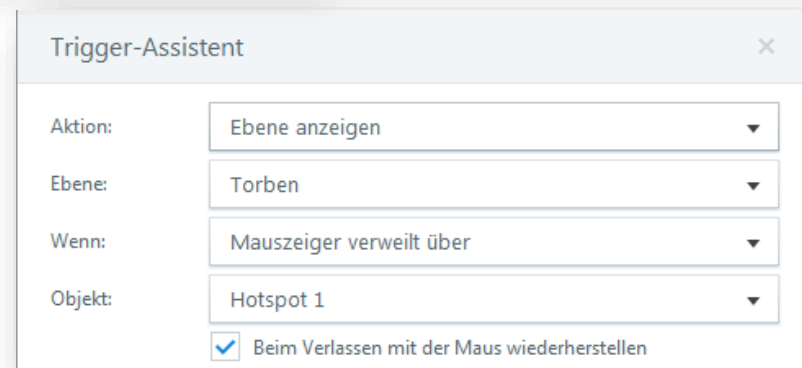 Trigger-Assistent
Aktion: Ebene anzeigen
Ebene: Torben
Wenn: Mauszeiger verweilt über
Objekt: Hotspot 1
Beim Verlassen mit der Maus wiederherstellen